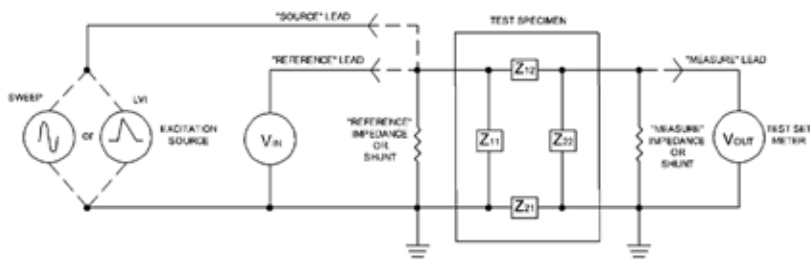 "SOURCE" LEAD
TEST SPECIMEN
"REFERENCE" LEAD
"MEASURE" LEAD
SWEEP
LVI
or
EXCITATION
SOURCE
VIN
"REFERENCE"
IMPEDANCE
OR
SHUNT
Z12
Z11
Z22
Z21
"MEASURE"
IMPEDANCE
OR
SHUNT
VOUT
TEST SET
METER